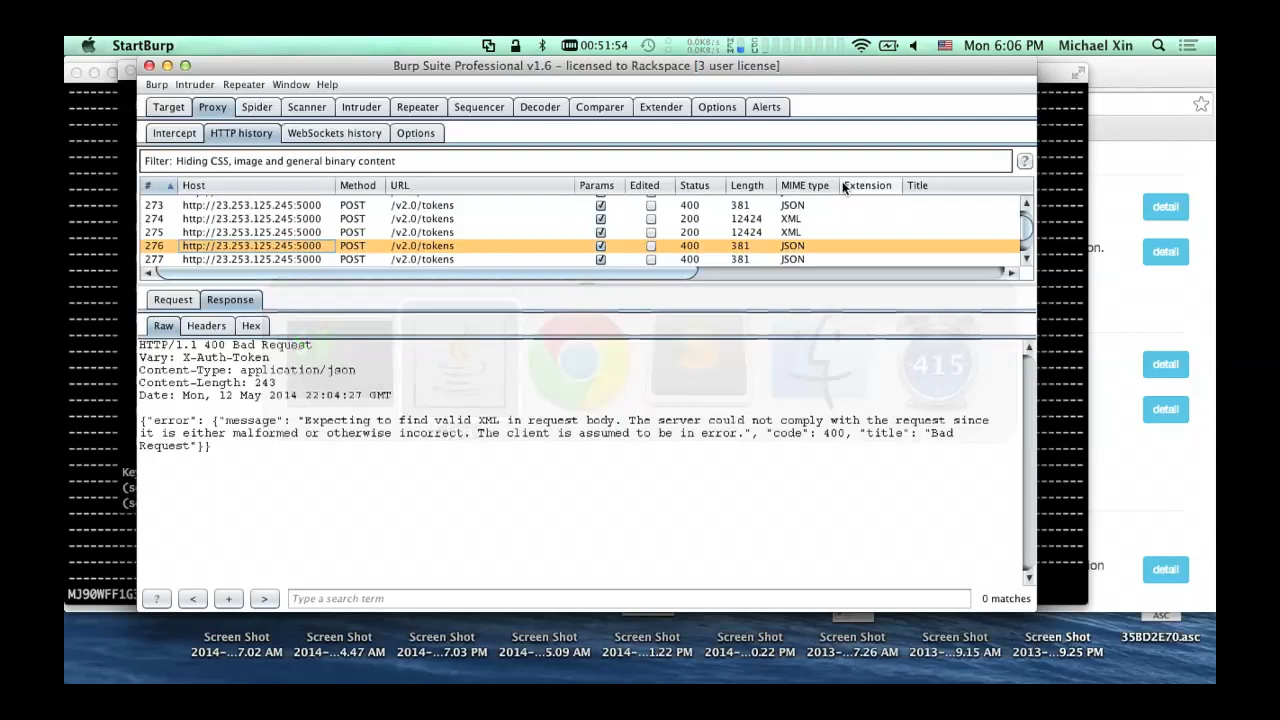 StartBurp
00:51:54
0.0KB/s
0.0KB/s
Mon 6:06 PM
Michael Xin
Burp Suite Professional v1.6 – licensed to Rackspace [3 user license]
Burp Intruder Repeater Window Help
Target Proxy Spider Scanner Intruder Repeater Sequencer Decoder Comparer Extender Options Alerts
Intercept HTTP history WebSockets history Options
Filter: Hiding CSS, image and general binary content
?
# Host Method URL Params Edited Status Length MIME type Extension Title
273 http://23.253.125.245:5000 POST /v2.0/tokens 400 381 JSON
274 http://23.253.125.245:5000 POST /v2.0/tokens 200 12424 XML
275 http://23.253.125.245:5000 POST /v2.0/tokens 200 12424 XML
276 http://23.253.125.245:5000 POST /v2.0/tokens 400 381 JSON
277 http://23.253.125.245:5000 POST /v2.0/tokens 400 381 JSON
Request Response
Raw Headers Hex
HTTP/1.1 400 Bad Request
Vary: X-Auth-Token
Content-Type: application/json
Content-Length: 243
Date: Mon, 12 May 2014 22:04:27 GMT
{"error": {"message": "Expecting to find valid XML in request body. The server could not comply with the request since
it is either malformed or otherwise incorrect. The client is assumed to be in error.", "code": 400, "title": "Bad
Request"}}
415
? < + > Type a search term 0 matches
detail
detail
on.
detail
detail
on
detail
Ke
(s
(s
MJ90WFF1G
ASC
Screen Shot Screen Shot Screen Shot Screen Shot Screen Shot Screen Shot Screen Shot Screen Shot Screen Shot 35BD2E70.asc
2014-...7.02 AM 2014-...4.47 AM 2014-...7.03 PM 2014-...5.09 AM 2014-...1.22 PM 2014-...0.22 PM 2013-...7.26 AM 2013-...9.15 AM 2013-...9.25 PM